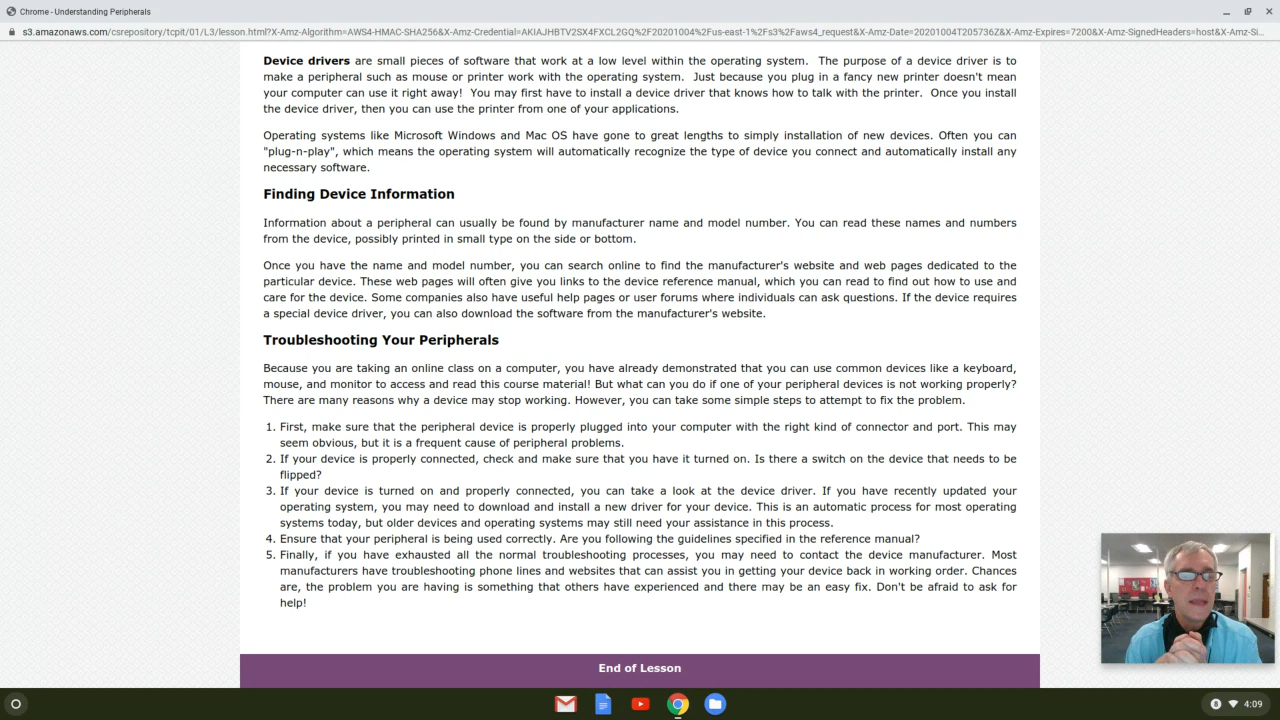 Chrome - Understanding Peripherals
s3.amazonaws.com/csrepository/tcpit/01/L3/lesson.html?X-Amz-Algorithm=AWS4-HMAC-SHA256&X-Amz-Credential=AKIAJHBTV2SX4FXCL2GQ%2F20201004%2Fus-east-1%2Fs3%2Faws4_request&X-Amz-Date=20201004T205736Z&X-Amz-Expires=7200&X-Amz-SignedHeaders=host&X-Amz-Si...
Device drivers are small pieces of software that work at a low level within the operating system. The purpose of a device driver is to
make a peripheral such as mouse or printer work with the operating system. Just because you plug in a fancy new printer doesn't mean
your computer can use it right away! You may first have to install a device driver that knows how to talk with the printer. Once you install
the device driver, then you can use the printer from one of your applications.
Operating systems like Microsoft Windows and Mac OS have gone to great lengths to simply installation of new devices. Often you can
"plug-n-play", which means the operating system will automatically recognize the type of device you connect and automatically install any
necessary software.
Finding Device Information
Information about a peripheral can usually be found by manufacturer name and model number. You can read these names and numbers
from the device, possibly printed in small type on the side or bottom.
Once you have the name and model number, you can search online to find the manufacturer's website and web pages dedicated to the
particular device. These web pages will often give you links to the device reference manual, which you can read to find out how to use and
care for the device. Some companies also have useful help pages or user forums where individuals can ask questions. If the device requires
a special device driver, you can also download the software from the manufacturer's website.
Troubleshooting Your Peripherals
Because you are taking an online class on a computer, you have already demonstrated that you can use common devices like a keyboard,
mouse, and monitor to access and read this course material! But what can you do if one of your peripheral devices is not working properly?
There are many reasons why a device may stop working. However, you can take some simple steps to attempt to fix the problem.
1. First, make sure that the peripheral device is properly plugged into your computer with the right kind of connector and port. This may
seem obvious, but it is a frequent cause of peripheral problems.
2. If your device is properly connected, check and make sure that you have it turned on. Is there a switch on the device that needs to be
flipped?
3. If your device is turned on and properly connected, you can take a look at the device driver. If you have recently updated your
operating system, you may need to download and install a new driver for your device. This is an automatic process for most operating
systems today, but older devices and operating systems may still need your assistance in this process.
4. Ensure that your peripheral is being used correctly. Are you following the guidelines specified in the reference manual?
5. Finally, if you have exhausted all the normal troubleshooting processes, you may need to contact the device manufacturer. Most
manufacturers have troubleshooting phone lines and websites that can assist you in getting your device back in working order. Chances
are, the problem you are having is something that others have experienced and there may be an easy fix. Don't be afraid to ask for
help!
End of Lesson
8 4:09